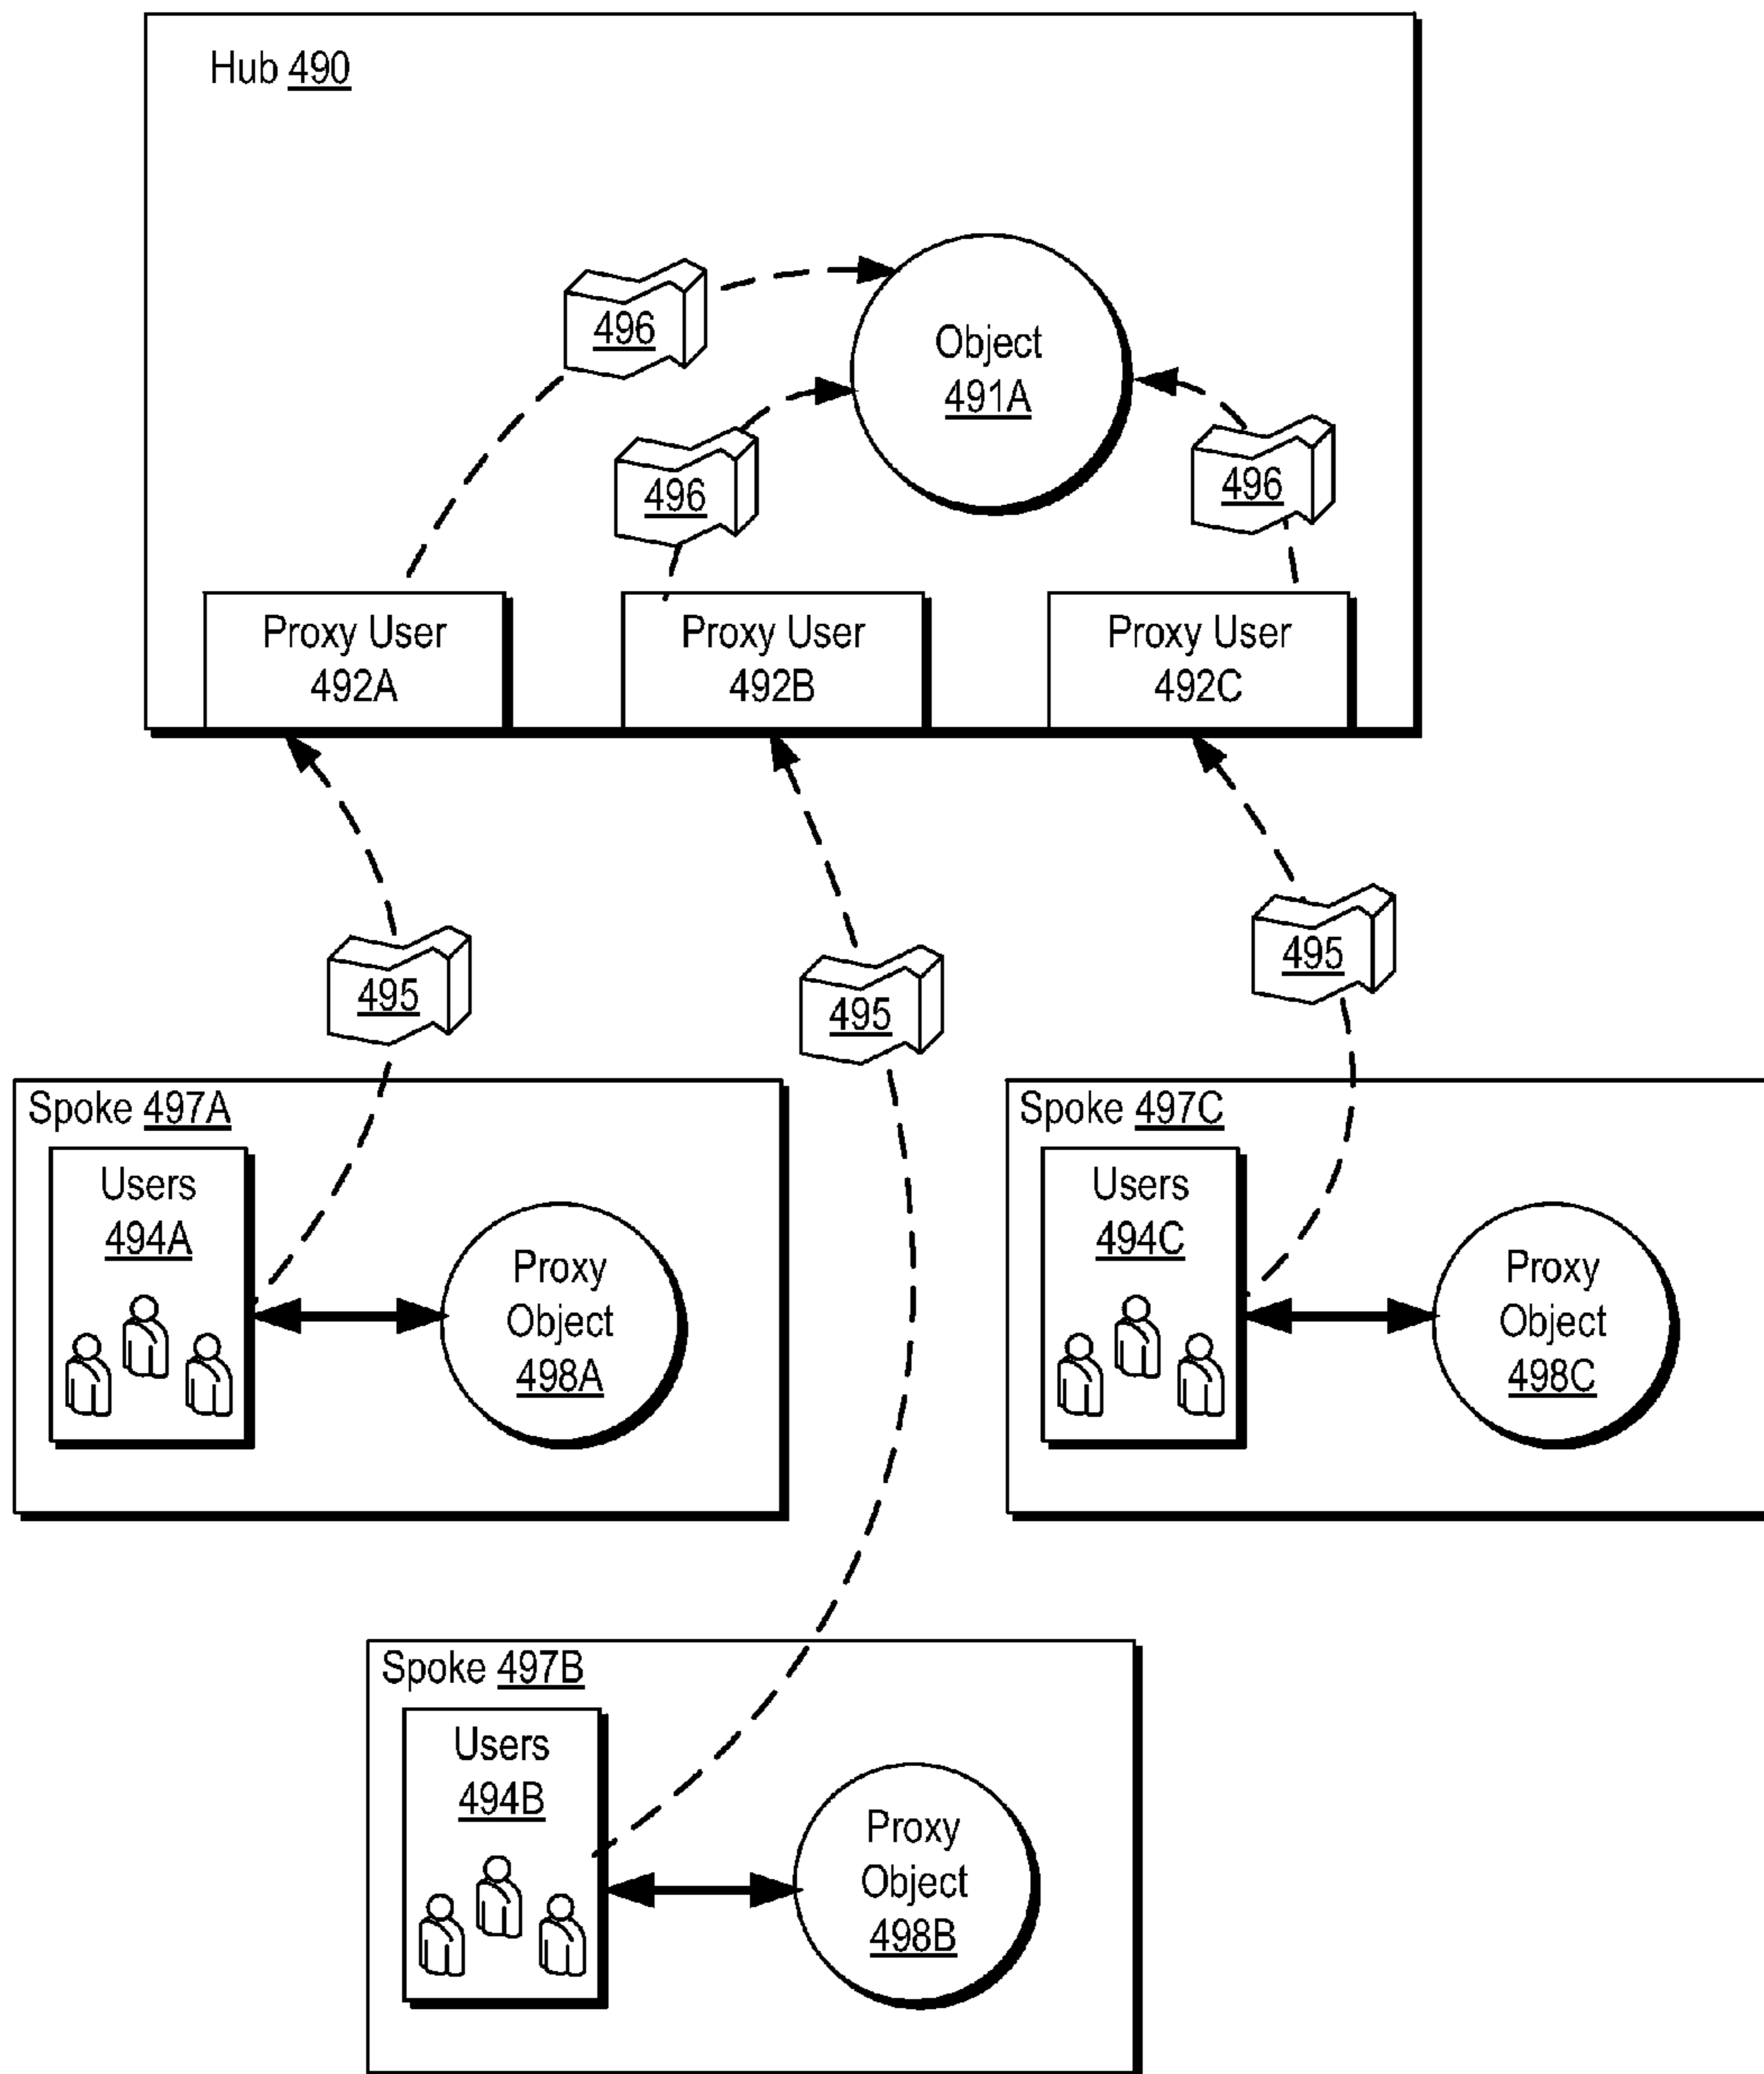 Hub 490
496
Object
491A
496
496
Proxy User
492A
Proxy User
492B
Proxy User
492C
495
495
495
Spoke 497A
Users
494A
Proxy
Object
498A
Spoke 497C
Users
494C
Proxy
Object
498C
Spoke 497B
Users
494B
Proxy
Object
498B